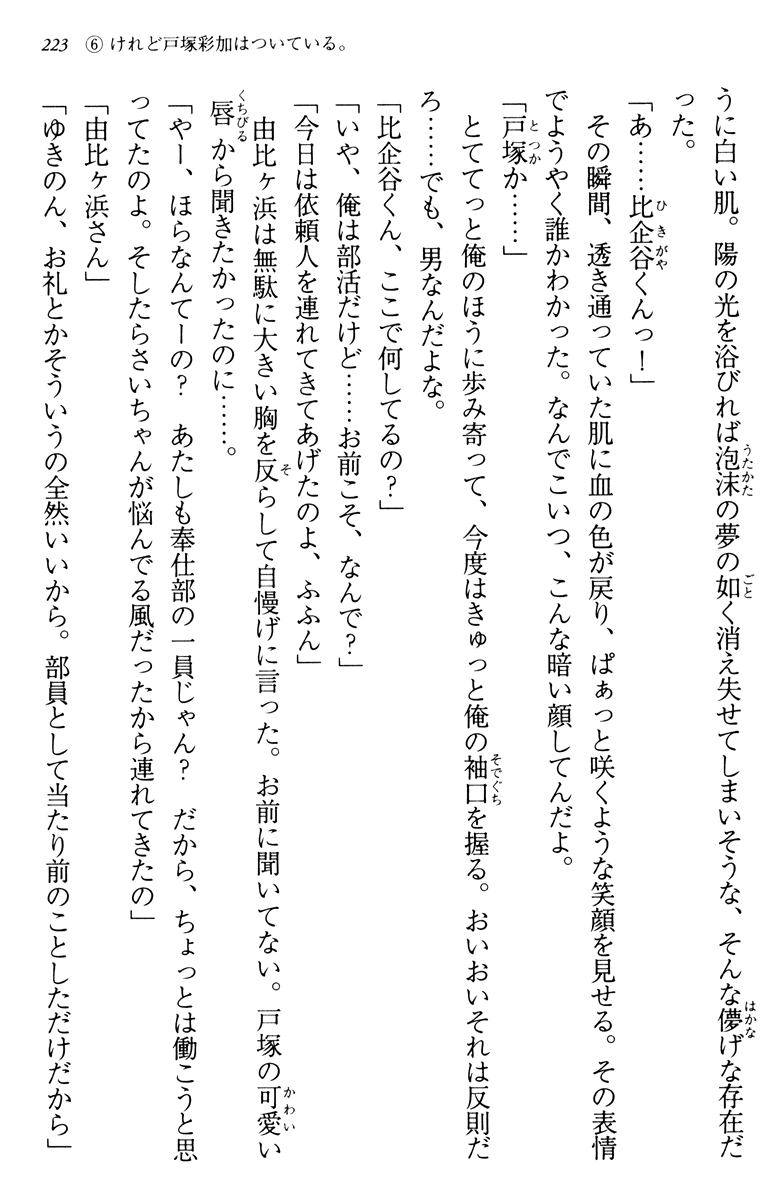 223 ⑥けれど戸塚彩加はついている。
うに白い肌。陽の光を浴びれば泡沫の夢の如く消え失せてしまいそうな、そんな儚げな存在だ
った。
「あ……比企谷くんっ！」
その瞬間、透き通っていた肌に血の色が戻り、ぱぁっと咲くような笑顔を見せる。その表情
でようやく誰かわかった。なんでこいつ、こんな暗い顔してんだよ。
「戸塚か……」
とててっと俺のほうに歩み寄って、今度はきゅっと俺の袖口を握る。おいおいそれは反則だ
ろ……でも、男なんだよな。
「比企谷くん、ここで何してるの？」
「いや、俺は部活だけど……お前こそ、なんで？」
「今日は依頼人を連れてきてあげたのよ、ふふん」
由比ヶ浜は無駄に大きい胸を反らして自慢げに言った。お前に聞いてない。戸塚の可愛い
唇から聞きたかったのに……。
「やー、ほらなんてーの？　あたしも奉仕部の一員じゃん？　だから、ちょっとは働こうと思
ってたのよ。そしたらさいちゃんが悩んでる風だったから連れてきたの」
「由比ヶ浜さん」
「ゆきのん、お礼とかそういうの全然いいから。部員として当たり前のことしただけだから」